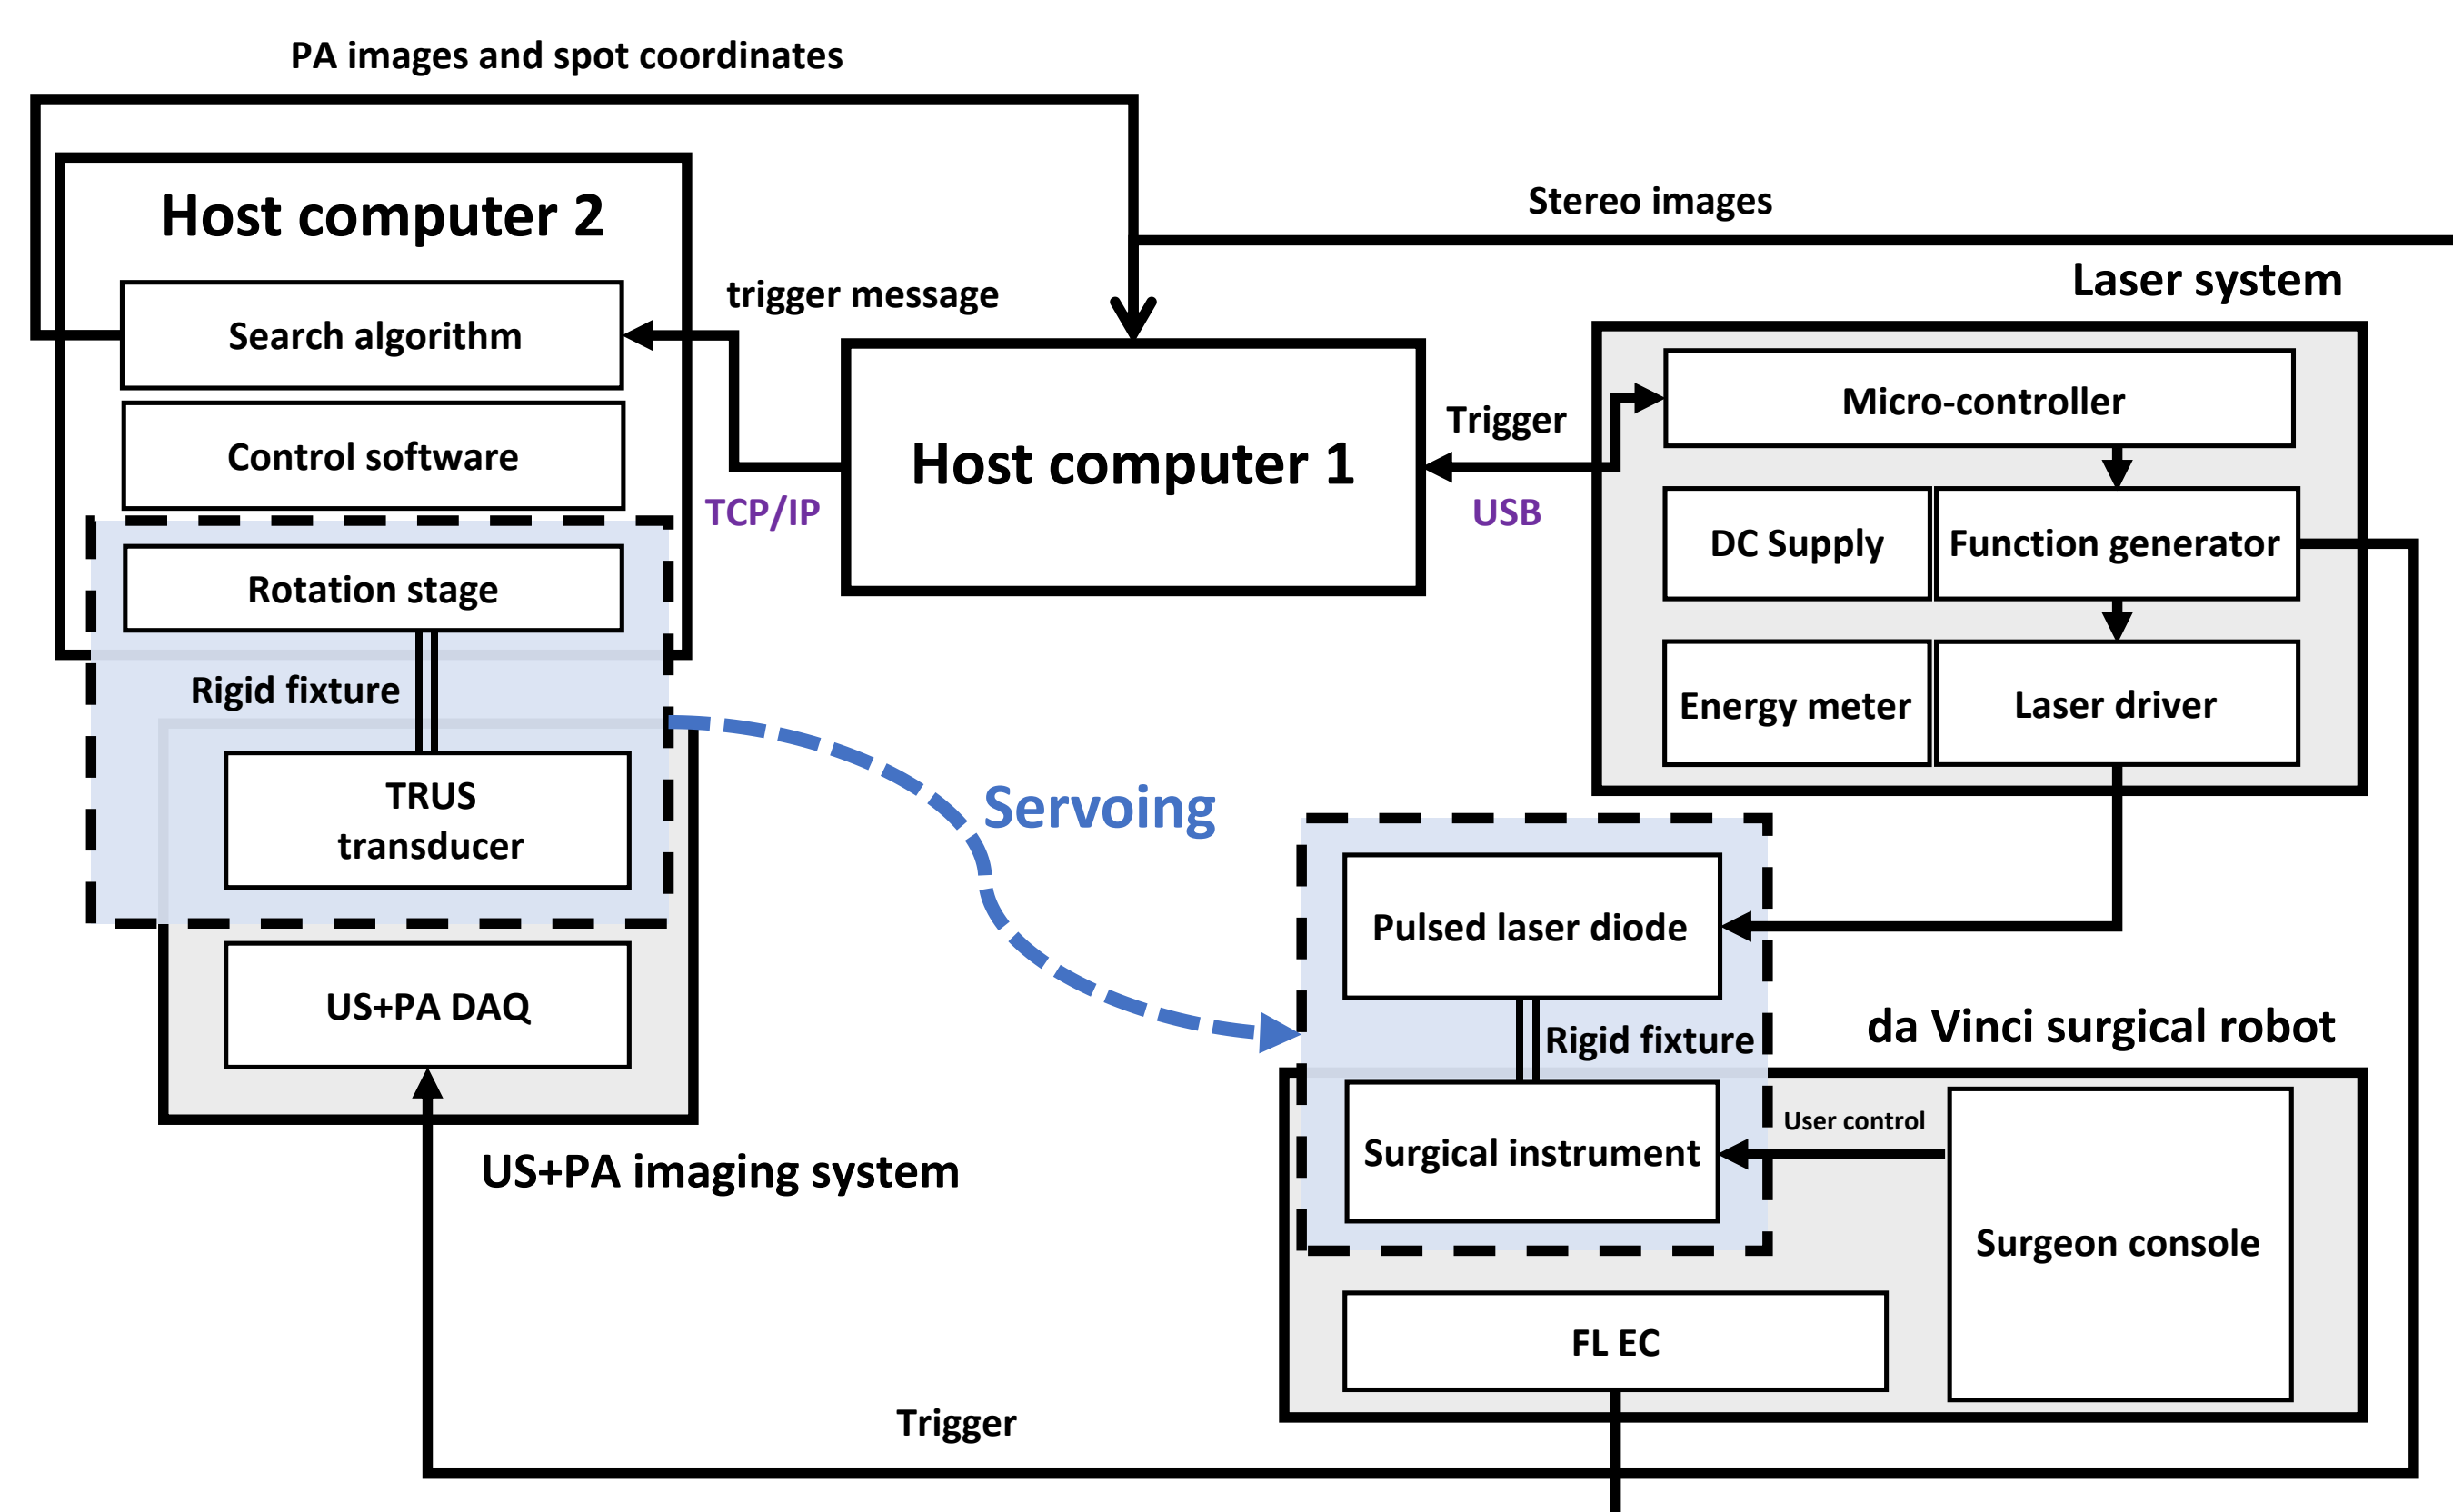 PA images and spot coordinates
Stereo images
Host computer 2
Search algorithm
Control software
Rotation stage
Rigid fixture
TRUS
transducer
US+PA DAQ
US+PA imaging system
trigger message
TCP/IP
Host computer 1
Trigger
USB
Laser system
Micro-controller
DC Supply
Function generator
Energy meter
Laser driver
Servoing
Pulsed laser diode
Rigid fixture
da Vinci surgical robot
Surgical instrument
User control
Surgeon console
FL EC
Trigger